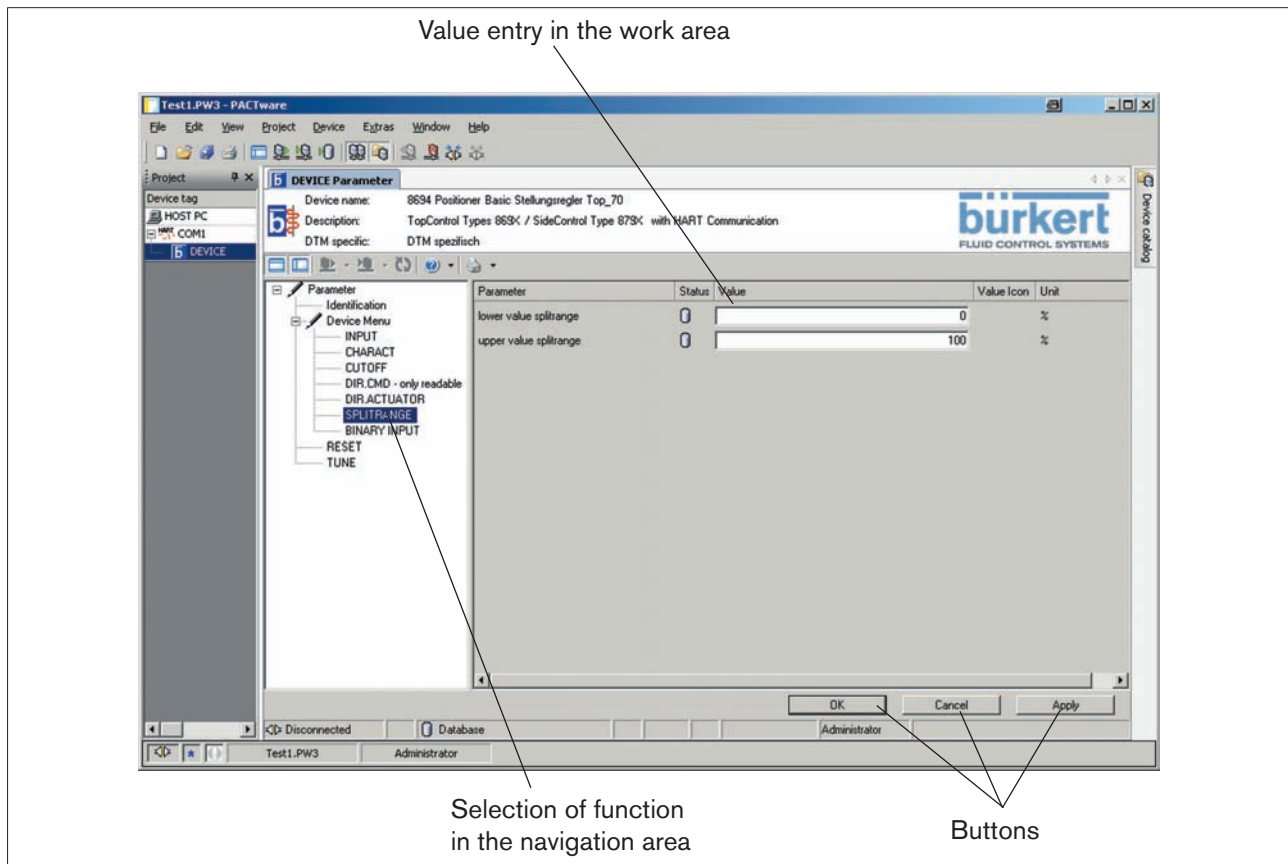 Value entry in the work area
Test1.PW3 - PACTware
File Edit View Project Device Extras Window Help
Project
DEVICE Parameter
Device tag
HOST PC
HART COM1
DEVICE
Device name: 8694 Positioner Basic Stellungsregler Top_70
Description: TopControl Types 869X / SideControl Type 879X with HART Communication
DTM specific: DTM spezifisch
bürkert
FLUID CONTROL SYSTEMS
Device catalog
Parameter
Identification
Device Menu
INPUT
CHARACT
CUTOFF
DIR.CMD - only readable
DIR.ACTUATOR
SPLITRANGE
BINARY INPUT
RESET
TUNE
Parameter Status Value Value Icon Unit
lower value splitrange 0 %
upper value splitrange 100 %
OK Cancel Apply
Disconnected Database Administrator
Test1.PW3 Administrator
Selection of function
in the navigation area
Buttons